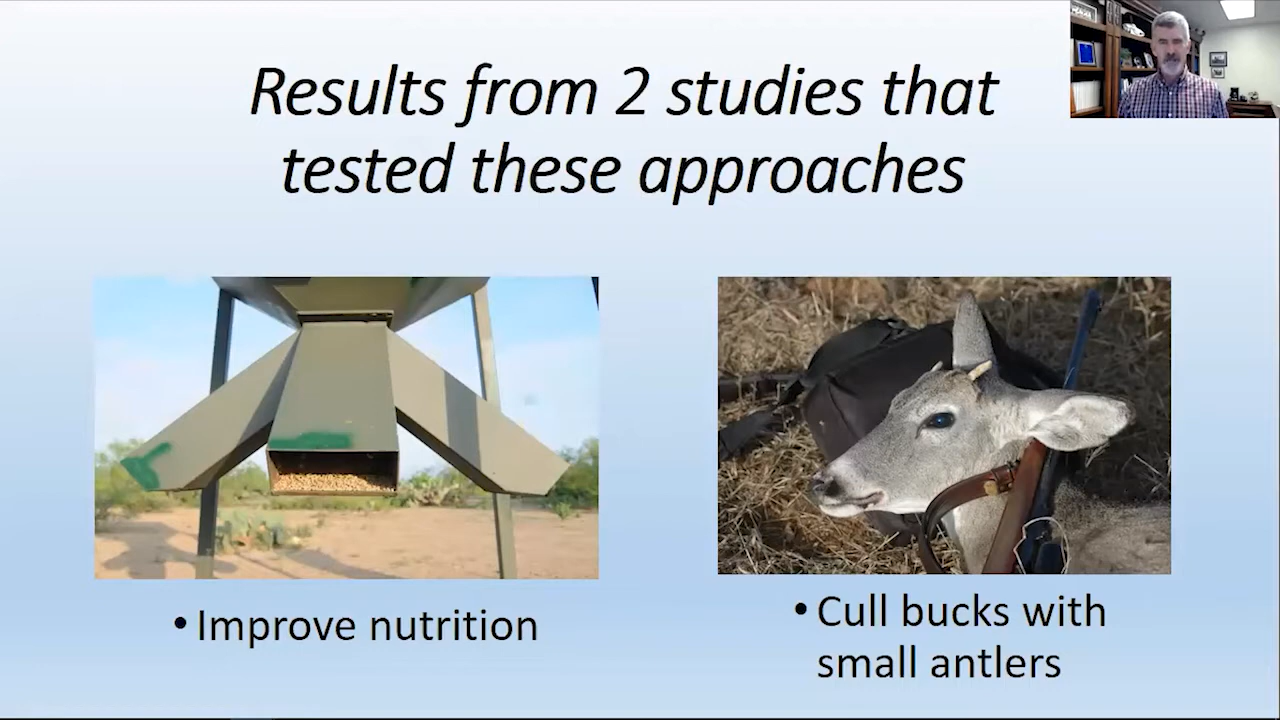 Results from 2 studies that
tested these approaches
• Improve nutrition
• Cull bucks with
small antlers